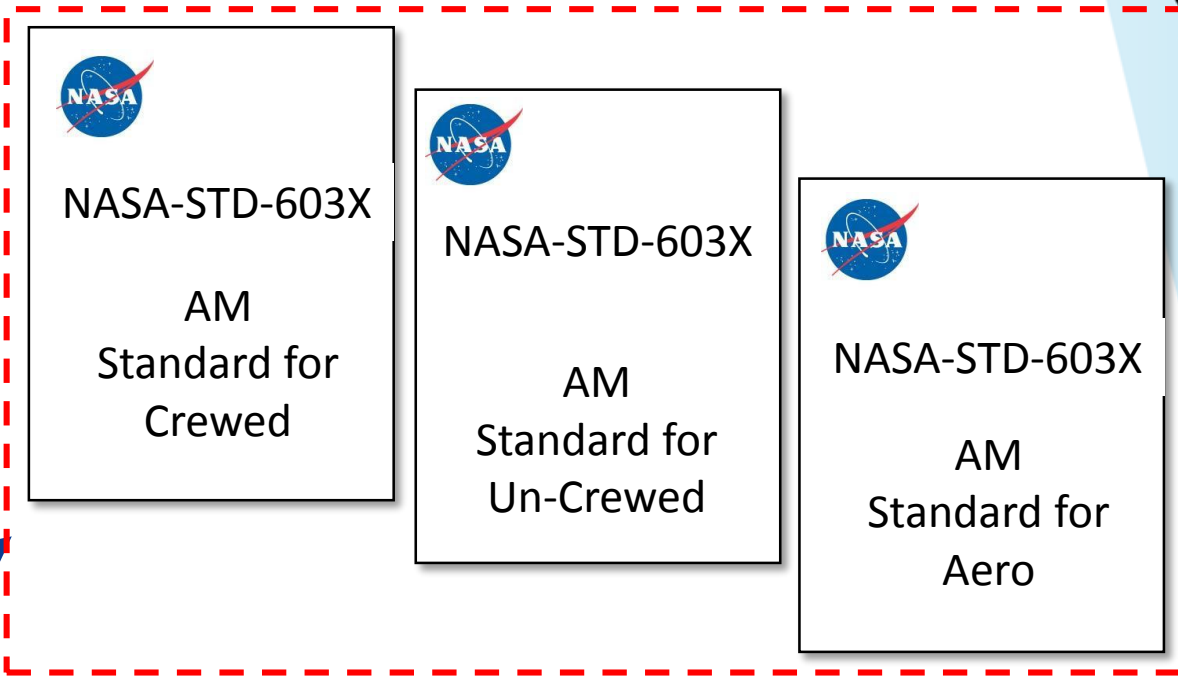 NASA
NASA-STD-603X
AM
Standard for
Crewed
NASA
NASA-STD-603X
AM
Standard for
Un-Crewed
NASA
NASA-STD-603X
AM
Standard for
Aero